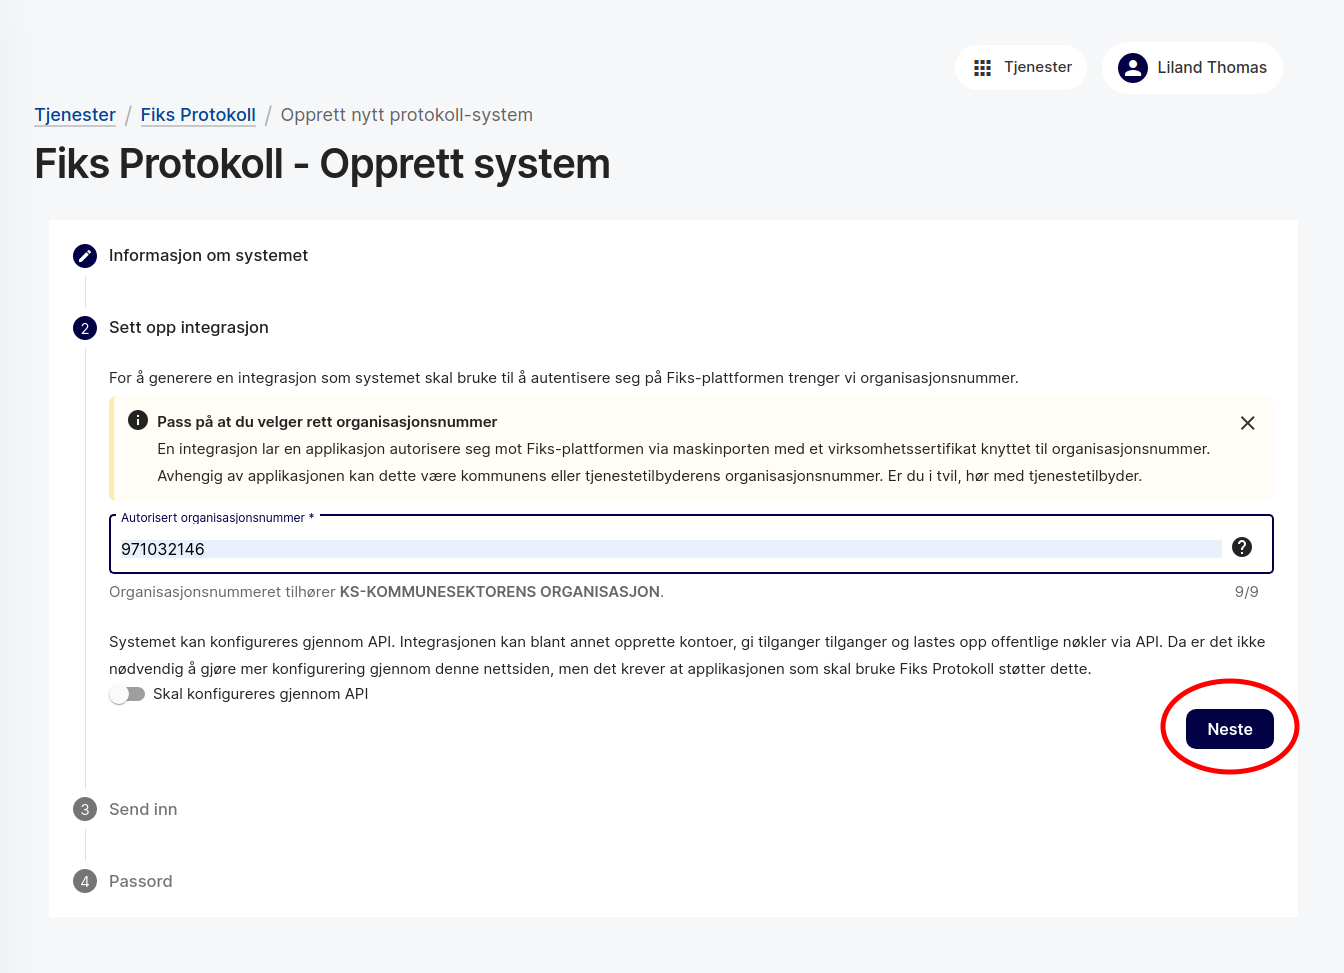 Tjenester
Liland Thomas
Tjenester / Fiks Protokoll / Opprett nytt protokoll-system
Fiks Protokoll - Opprett system
Informasjon om systemet
2 Sett opp integrasjon
For å generere en integrasjon som systemet skal bruke til å autentisere seg på Fiks-plattformen trenger vi organisasjonsnummer.
Pass på at du velger rett organisasjonsnummer
En integrasjon lar en applikasjon autorisere seg mot Fiks-plattformen via maskinporten med et virksomhetssertifikat knyttet til organisasjonsnummer.
Avhengig av applikasjonen kan dette være kommunens eller tjenestetilbyderens organisasjonsnummer. Er du i tvil, hør med tjenestetilbyder.
Autorisert organisasjonsnummer *
971032146
Organisasjonsnummeret tilhører KS-KOMMUNESEKTORENS ORGANISASJON. 9/9
Systemet kan konfigureres gjennom API. Integrasjonen kan blant annet opprette kontoer, gi tilganger tilganger og lastes opp offentlige nøkler via API. Da er det ikke
nødvendig å gjøre mer konfigurering gjennom denne nettsiden, men det krever at applikasjonen som skal bruke Fiks Protokoll støtter dette.
Skal konfigureres gjennom API
Neste
3 Send inn
4 Passord